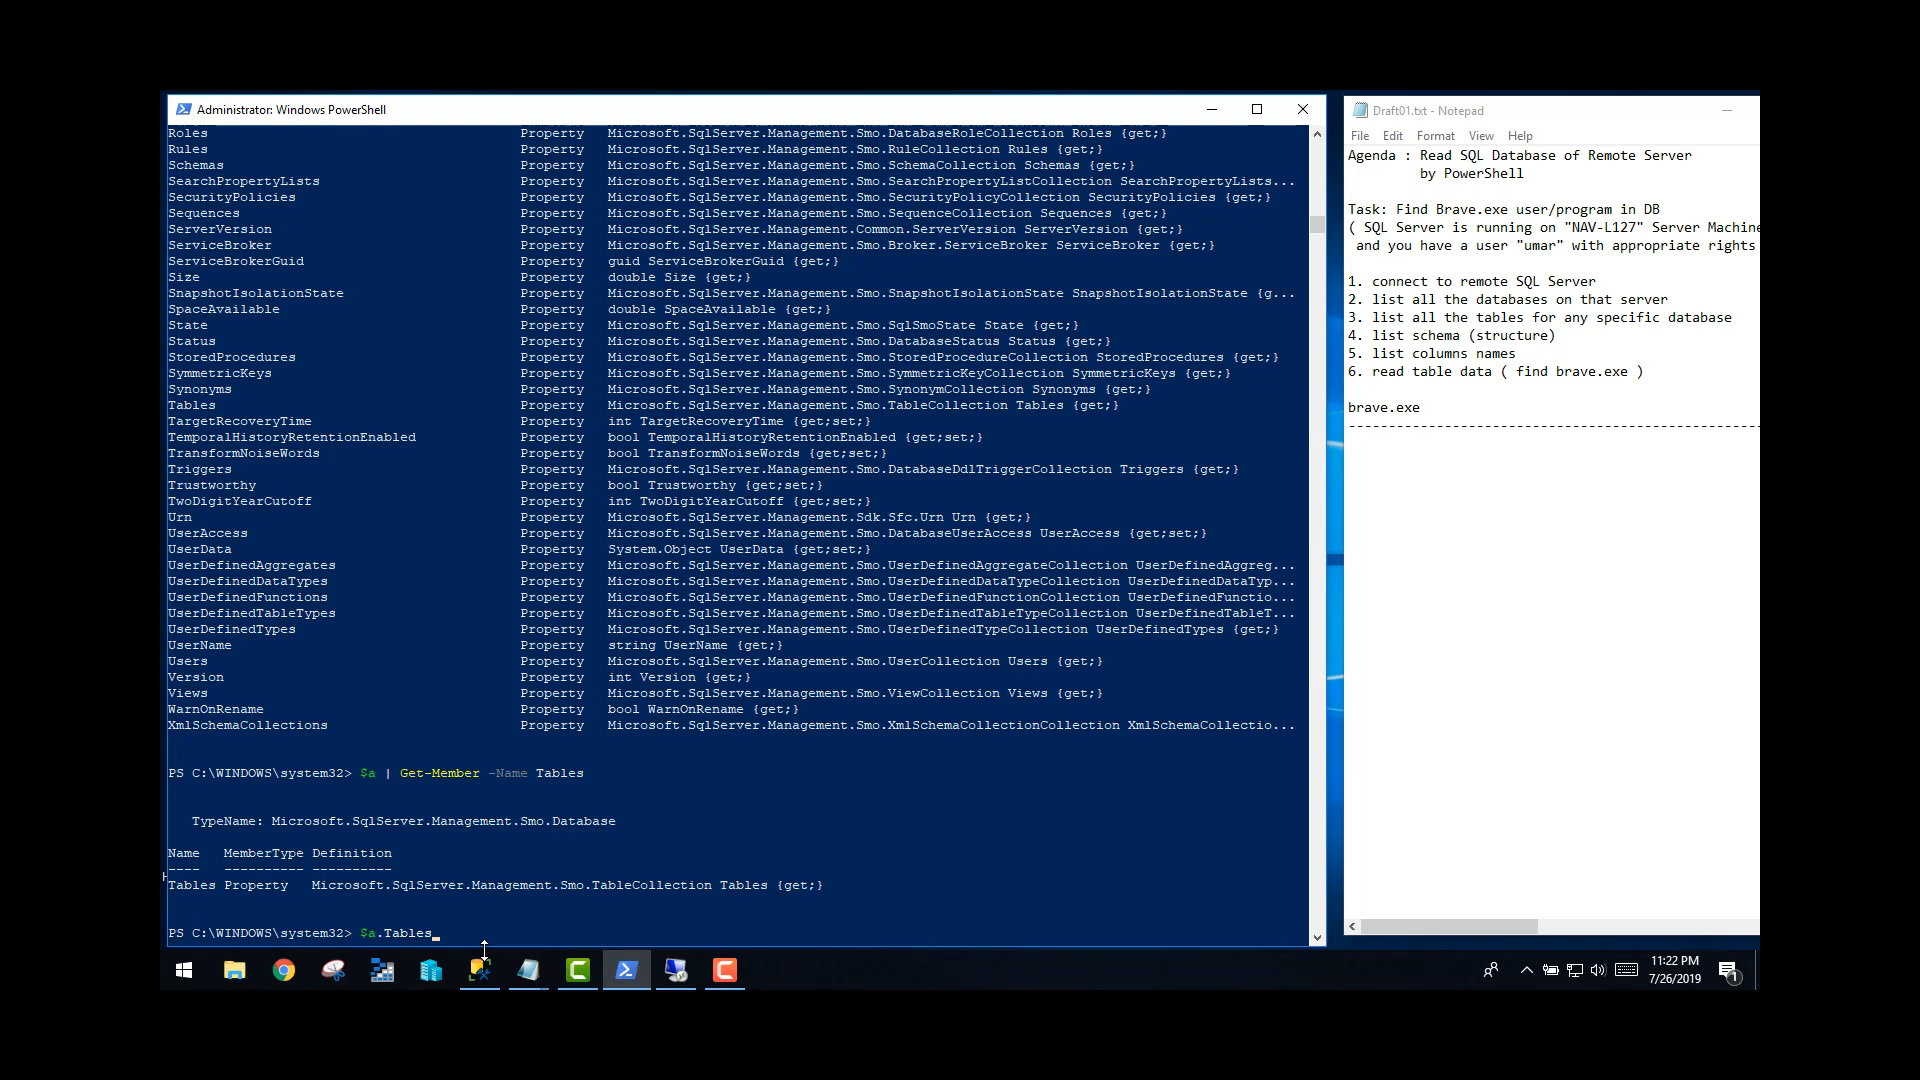 Administrator: Windows PowerShell
Roles Property Microsoft.SqlServer.Management.Smo.DatabaseRoleCollection Roles {get;}
Rules Property Microsoft.SqlServer.Management.Smo.RuleCollection Rules {get;}
Schemas Property Microsoft.SqlServer.Management.Smo.SchemaCollection Schemas {get;}
SearchPropertyLists Property Microsoft.SqlServer.Management.Smo.SearchPropertyListCollection SearchPropertyLists...
SecurityPolicies Property Microsoft.SqlServer.Management.Smo.SecurityPolicyCollection SecurityPolicies {get;}
Sequences Property Microsoft.SqlServer.Management.Smo.SequenceCollection Sequences {get;}
ServerVersion Property Microsoft.SqlServer.Management.Common.ServerVersion ServerVersion {get;}
ServiceBroker Property Microsoft.SqlServer.Management.Smo.Broker.ServiceBroker ServiceBroker {get;}
ServiceBrokerGuid Property guid ServiceBrokerGuid {get;}
Size Property double Size {get;}
SnapshotIsolationState Property Microsoft.SqlServer.Management.Smo.SnapshotIsolationState SnapshotIsolationState {g...
SpaceAvailable Property double SpaceAvailable {get;}
State Property Microsoft.SqlServer.Management.Smo.SqlSmoState State {get;}
Status Property Microsoft.SqlServer.Management.Smo.DatabaseStatus Status {get;}
StoredProcedures Property Microsoft.SqlServer.Management.Smo.StoredProcedureCollection StoredProcedures {get;}
SymmetricKeys Property Microsoft.SqlServer.Management.Smo.SymmetricKeyCollection SymmetricKeys {get;}
Synonyms Property Microsoft.SqlServer.Management.Smo.SynonymCollection Synonyms {get;}
Tables Property Microsoft.SqlServer.Management.Smo.TableCollection Tables {get;}
TargetRecoveryTime Property int TargetRecoveryTime {get;set;}
TemporalHistoryRetentionEnabled Property bool TemporalHistoryRetentionEnabled {get;set;}
TransformNoiseWords Property bool TransformNoiseWords {get;set;}
Triggers Property Microsoft.SqlServer.Management.Smo.DatabaseDdlTriggerCollection Triggers {get;}
Trustworthy Property bool Trustworthy {get;set;}
TwoDigitYearCutoff Property int TwoDigitYearCutoff {get;set;}
Urn Property Microsoft.SqlServer.Management.Sdk.Sfc.Urn Urn {get;}
UserAccess Property Microsoft.SqlServer.Management.Smo.DatabaseUserAccess UserAccess {get;set;}
UserData Property System.Object UserData {get;set;}
UserDefinedAggregates Property Microsoft.SqlServer.Management.Smo.UserDefinedAggregateCollection UserDefinedAggreg...
UserDefinedDataTypes Property Microsoft.SqlServer.Management.Smo.UserDefinedDataTypeCollection UserDefinedDataTyp...
UserDefinedFunctions Property Microsoft.SqlServer.Management.Smo.UserDefinedFunctionCollection UserDefinedFunctio...
UserDefinedTableTypes Property Microsoft.SqlServer.Management.Smo.UserDefinedTableTypeCollection UserDefinedTableT...
UserDefinedTypes Property Microsoft.SqlServer.Management.Smo.UserDefinedTypeCollection UserDefinedTypes {get;}
UserName Property string UserName {get;}
Users Property Microsoft.SqlServer.Management.Smo.UserCollection Users {get;}
Version Property int Version {get;}
Views Property Microsoft.SqlServer.Management.Smo.ViewCollection Views {get;}
WarnOnRename Property bool WarnOnRename {get;}
XmlSchemaCollections Property Microsoft.SqlServer.Management.Smo.XmlSchemaCollectionCollection XmlSchemaCollectio...
PS C:\WINDOWS\system32> $a | Get-Member -Name Tables
TypeName: Microsoft.SqlServer.Management.Smo.Database
Name MemberType Definition
---- ---------- ----------
Tables Property Microsoft.SqlServer.Management.Smo.TableCollection Tables {get;}
PS C:\WINDOWS\system32> $a.Tables_
Draft01.txt - Notepad
File Edit Format View Help
Agenda : Read SQL Database of Remote Server
by PowerShell
Task: Find Brave.exe user/program in DB
( SQL Server is running on "NAV-L127" Server Machine
and you have a user "umar" with appropriate rights
1. connect to remote SQL Server
2. list all the databases on that server
3. list all the tables for any specific database
4. list schema (structure)
5. list columns names
6. read table data ( find brave.exe )
brave.exe
----------------------------------------------------
11:22 PM
7/26/2019
1